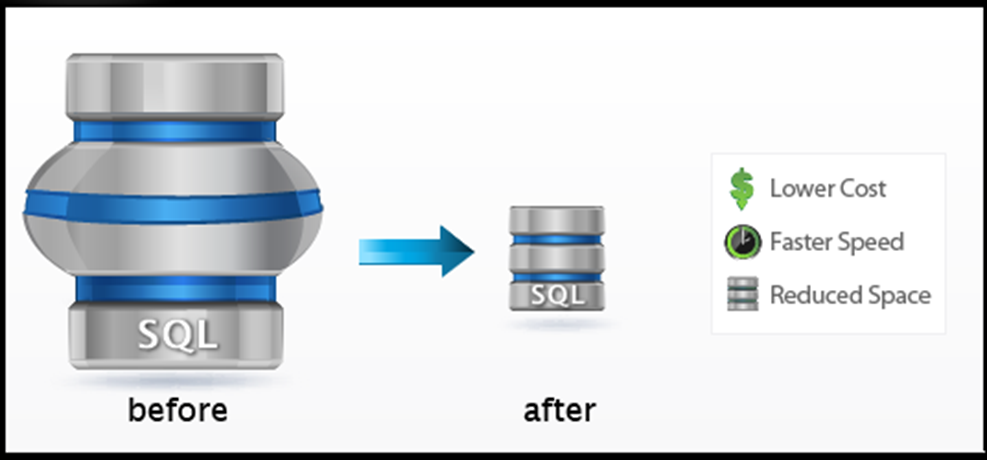 SQL
before
SQL
after
Lower Cost
Faster Speed
Reduced Space